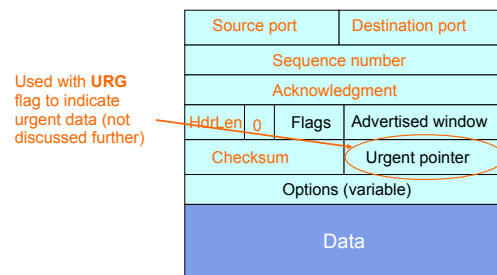 Source port Destination port
Sequence number
Acknowledgment
HdrLen 0 Flags Advertised window
Checksum Urgent pointer
Options (variable)
Data
Used with URG
flag to indicate
urgent data (not
discussed further)